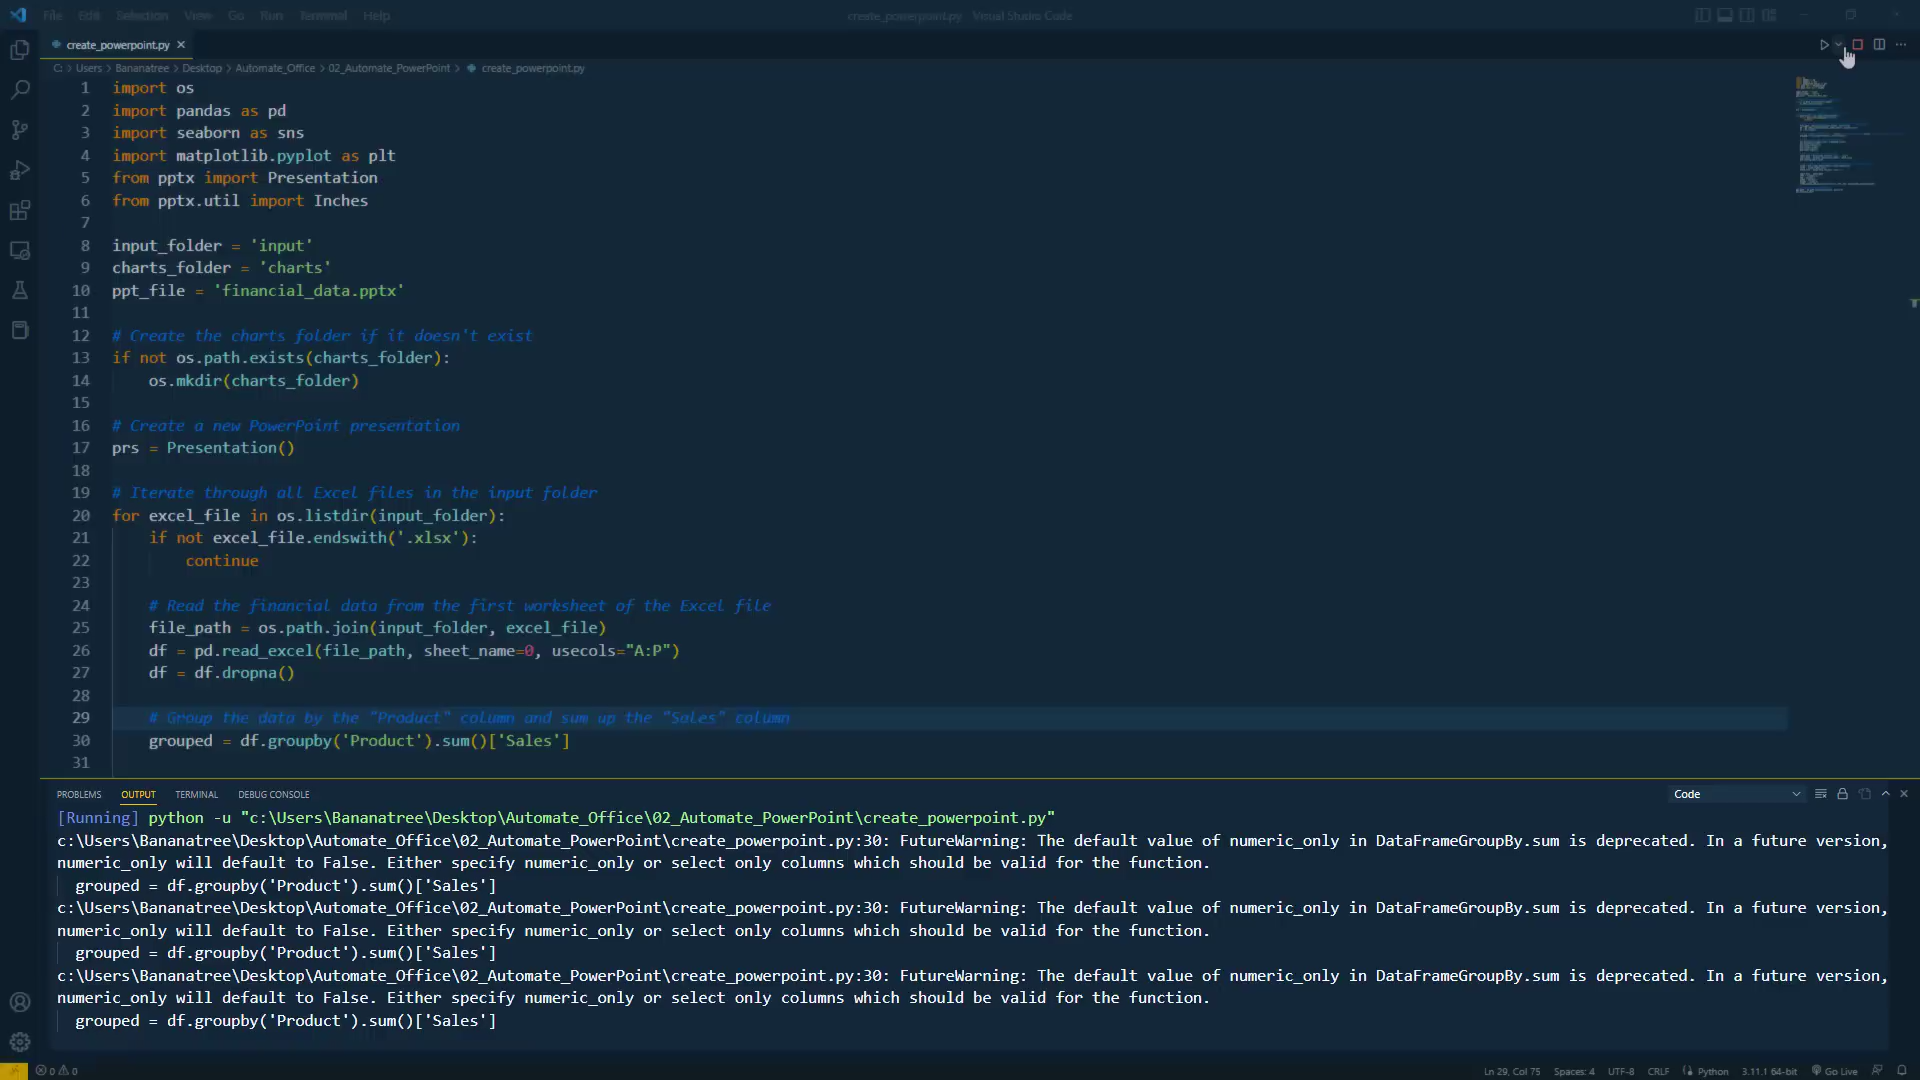 File Edit Selection View Go Run Terminal Help
create_powerpoint.py - Visual Studio Code
create_powerpoint.py
C: > Users > Bananatree > Desktop > Automate_Office > 02_Automate_PowerPoint > create_powerpoint.py
1 import os
2 import pandas as pd
3 import seaborn as sns
4 import matplotlib.pyplot as plt
5 from pptx import Presentation
6 from pptx.util import Inches
7
8 input_folder = 'input'
9 charts_folder = 'charts'
10 ppt_file = 'financial_data.pptx'
11
12 # Create the charts folder if it doesn't exist
13 if not os.path.exists(charts_folder):
14 os.mkdir(charts_folder)
15
16 # Create a new PowerPoint presentation
17 prs = Presentation()
18
19 # Iterate through all Excel files in the input folder
20 for excel_file in os.listdir(input_folder):
21 if not excel_file.endswith('.xlsx'):
22 continue
23
24 # Read the financial data from the first worksheet of the Excel file
25 file_path = os.path.join(input_folder, excel_file)
26 df = pd.read_excel(file_path, sheet_name=0, usecols="A:P")
27 df = df.dropna()
28
29 # Group the data by the "Product" column and sum up the "Sales" column
30 grouped = df.groupby('Product').sum()['Sales']
31
PROBLEMS OUTPUT TERMINAL DEBUG CONSOLE
Code
[Running] python -u "c:\Users\Bananatree\Desktop\Automate_Office\02_Automate_PowerPoint\create_powerpoint.py"
c:\Users\Bananatree\Desktop\Automate_Office\02_Automate_PowerPoint\create_powerpoint.py:30: FutureWarning: The default value of numeric_only in DataFrameGroupBy.sum is deprecated. In a future version,
numeric_only will default to False. Either specify numeric_only or select only columns which should be valid for the function.
grouped = df.groupby('Product').sum()['Sales']
c:\Users\Bananatree\Desktop\Automate_Office\02_Automate_PowerPoint\create_powerpoint.py:30: FutureWarning: The default value of numeric_only in DataFrameGroupBy.sum is deprecated. In a future version,
numeric_only will default to False. Either specify numeric_only or select only columns which should be valid for the function.
grouped = df.groupby('Product').sum()['Sales']
c:\Users\Bananatree\Desktop\Automate_Office\02_Automate_PowerPoint\create_powerpoint.py:30: FutureWarning: The default value of numeric_only in DataFrameGroupBy.sum is deprecated. In a future version,
numeric_only will default to False. Either specify numeric_only or select only columns which should be valid for the function.
grouped = df.groupby('Product').sum()['Sales']
0 0
Ln 29, Col 75 Spaces: 4 UTF-8 CRLF Python 3.11.1 64-bit Go Live